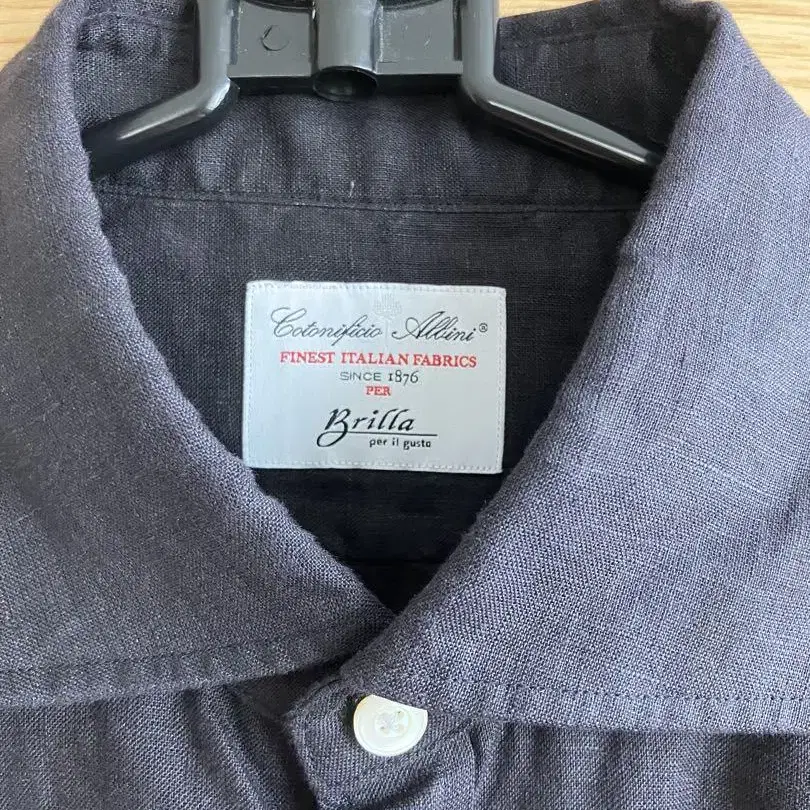 Cotonificio Albini®
FINEST ITALIAN FABRICS
SINCE 1876
PER
Brilla
per il gusto